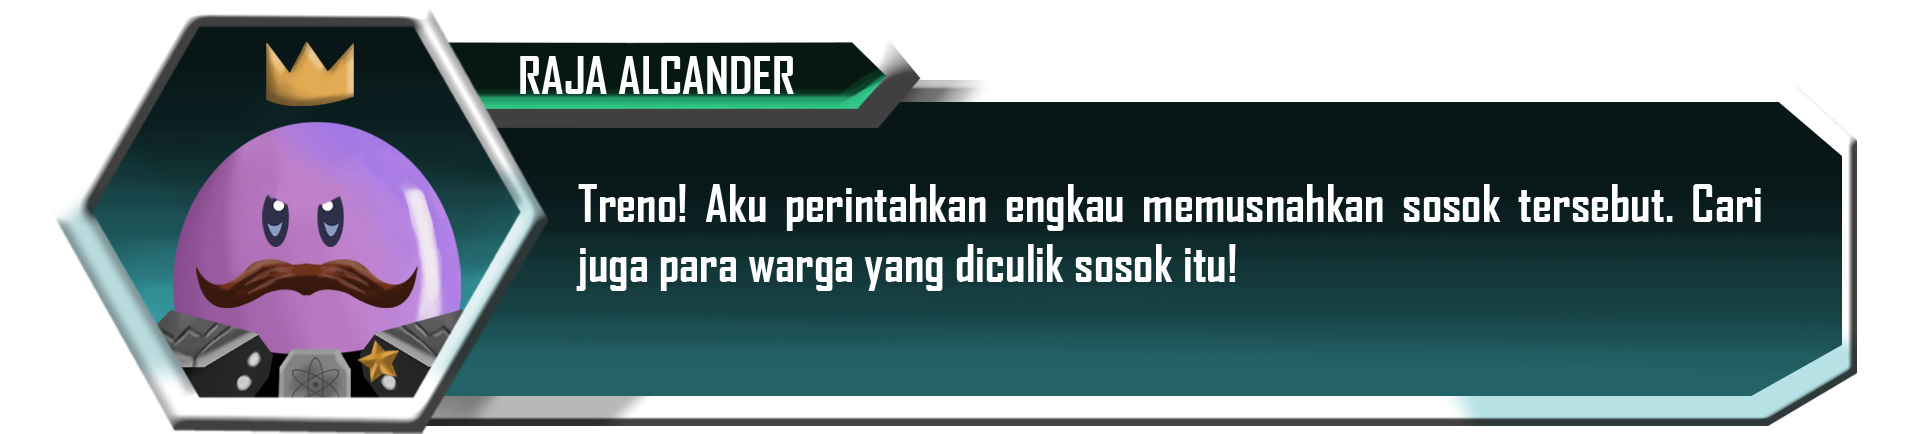 RAJA ALCANDER
Treno! Aku perintahkan engkau memusnahkan sosok tersebut. Cari
juga para warga yang diculik sosok itu!